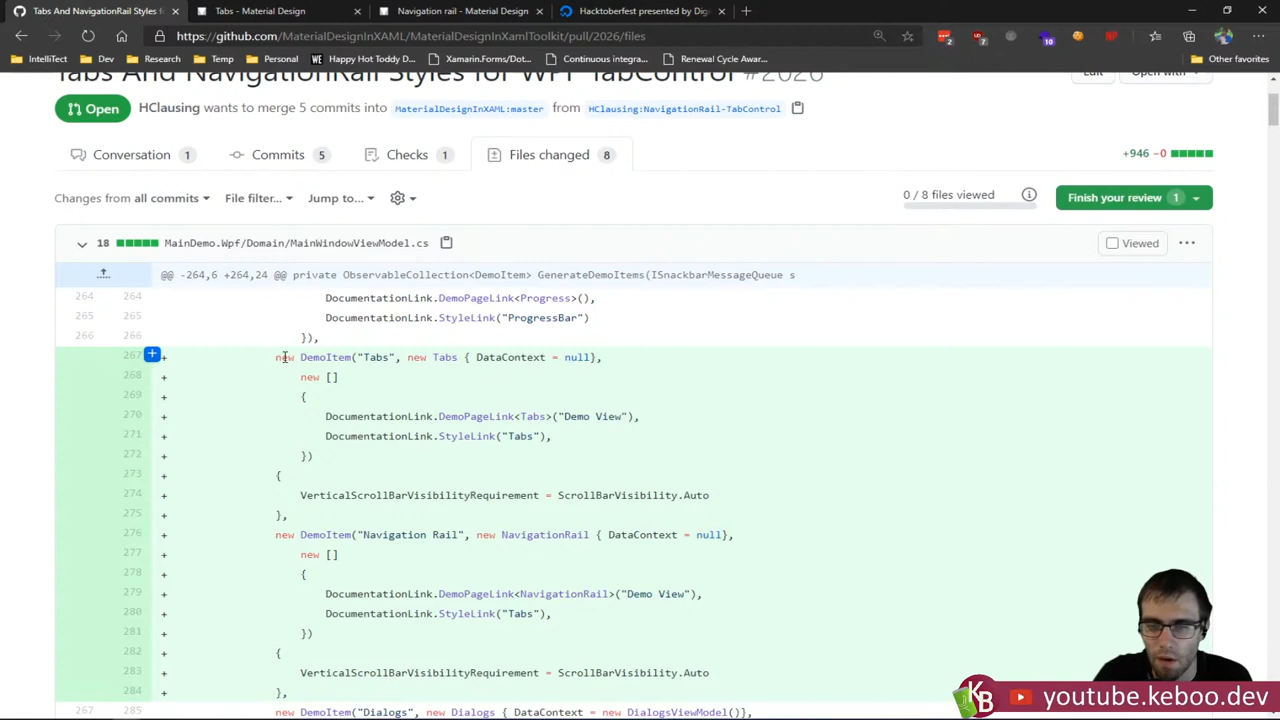 Tabs And NavigationRail Styles fo
Tabs - Material Design
Navigation rail - Material Design
Hacktoberfest presented by Dig
https://github.com/MaterialDesignInXAML/MaterialDesignInXamlToolkit/pull/2026/files
IntelliTect
Dev
Research
Temp
Personal
Happy Hot Toddy D...
Xamarin.Forms/Dot...
Continuous integra...
Renewal Cycle Awar...
Other favorites
Tabs And NavigationRail Styles for WPF TabControl #2026
Edit
Open with
Open
HClausing wants to merge 5 commits into MaterialDesignInXAML:master from HClausing:NavigationRail-TabControl
Conversation 1
Commits 5
Checks 1
Files changed 8
+946 −0
Changes from all commits
File filter...
Jump to...
0 / 8 files viewed
Finish your review 1
18 MainDemo.Wpf/Domain/MainWindowViewModel.cs
Viewed
@@ -264,6 +264,24 @@ private ObservableCollection<DemoItem> GenerateDemoItems(ISnackbarMessageQueue s
264 264 DocumentationLink.DemoPageLink<Progress>(),
265 265 DocumentationLink.StyleLink("ProgressBar")
266 266 }),
267 + new DemoItem("Tabs", new Tabs { DataContext = null},
268 + new []
269 + {
270 + DocumentationLink.DemoPageLink<Tabs>("Demo View"),
271 + DocumentationLink.StyleLink("Tabs"),
272 + })
273 + {
274 + VerticalScrollBarVisibilityRequirement = ScrollBarVisibility.Auto
275 + },
276 + new DemoItem("Navigation Rail", new NavigationRail { DataContext = null},
277 + new []
278 + {
279 + DocumentationLink.DemoPageLink<NavigationRail>("Demo View"),
280 + DocumentationLink.StyleLink("Tabs"),
281 + })
282 + {
283 + VerticalScrollBarVisibilityRequirement = ScrollBarVisibility.Auto
284 + },
267 285 new DemoItem("Dialogs", new Dialogs { DataContext = new DialogsViewModel()},
KB youtube.keboo.dev